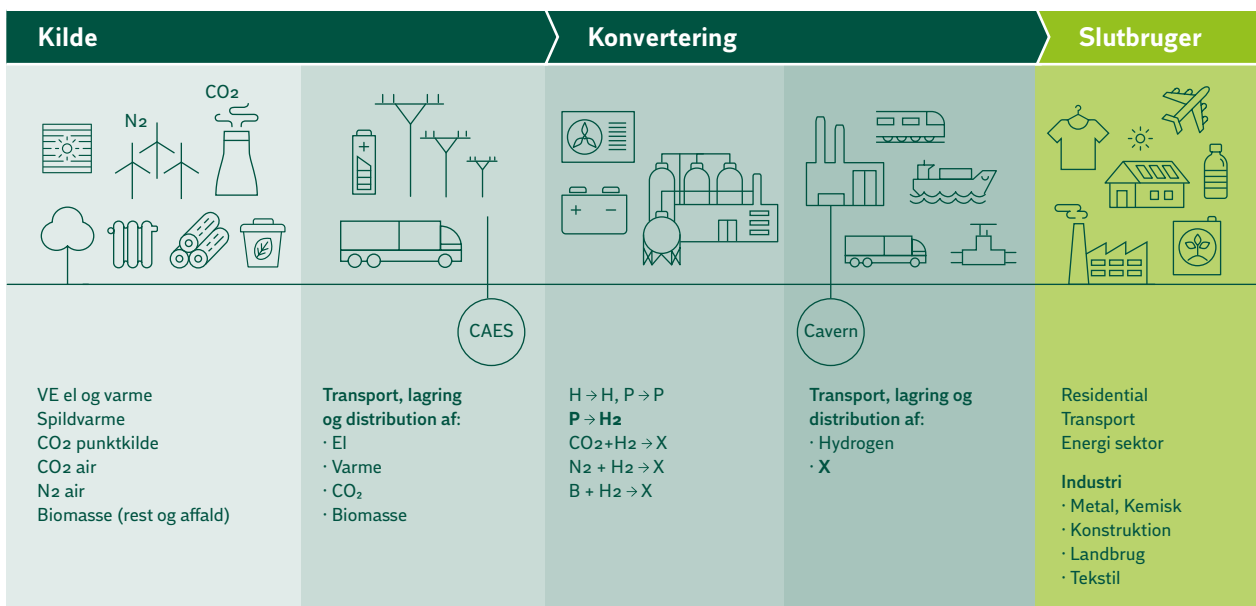 Kilde
Konvertering
Slutbruger
CO2
N2
+
+ −
CAES
Cavern
VE el og varme
Spildvarme
CO2 punktkilde
CO2 air
N2 air
Biomasse (rest og affald)
Transport, lagring
og distribution af:
· El
· Varme
· CO₂
· Biomasse
H → H, P → P
P → H2
CO2+H2 → X
N2 + H2 → X
B + H2 → X
Transport, lagring og
distribution af:
· Hydrogen
· X
Residential
Transport
Energi sektor
Industri
· Metal, Kemisk
· Konstruktion
· Landbrug
· Tekstil